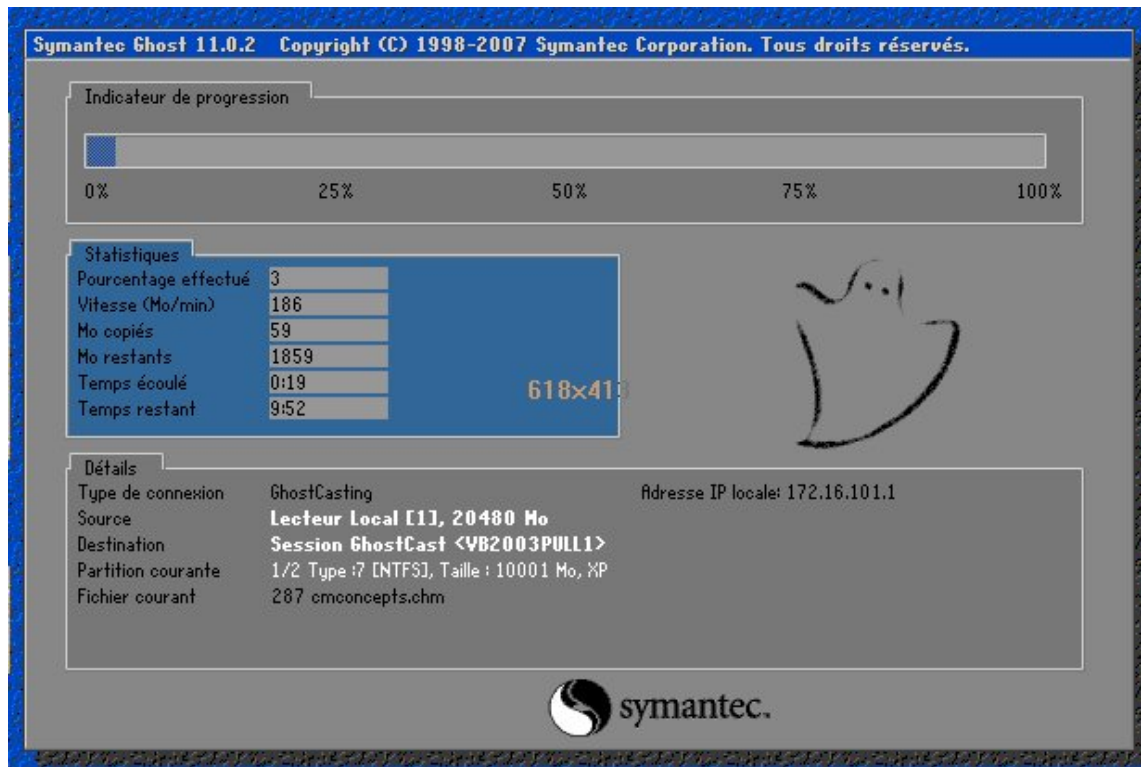 Symantec Ghost 11.0.2 Copyright (C) 1998-2007 Symantec Corporation. Tous droits réservés.
Indicateur de progression
0% 25% 50% 75% 100%
Statistiques
Pourcentage effectué 3
Vitesse (Mo/min) 186
Mo copiés 59
Mo restants 1859
Temps écoulé 0:19
618×413
Temps restant 9:52
Détails
Type de connexion GhostCasting Adresse IP locale: 172.16.101.1
Source Lecteur Local [1], 20480 Mo
Destination Session GhostCast <VB2003PULL1>
Partition courante 1/2 Type :7 [NTFS], Taille : 10001 Mo, XP
Fichier courant 287 cmconcepts.chm
symantec.